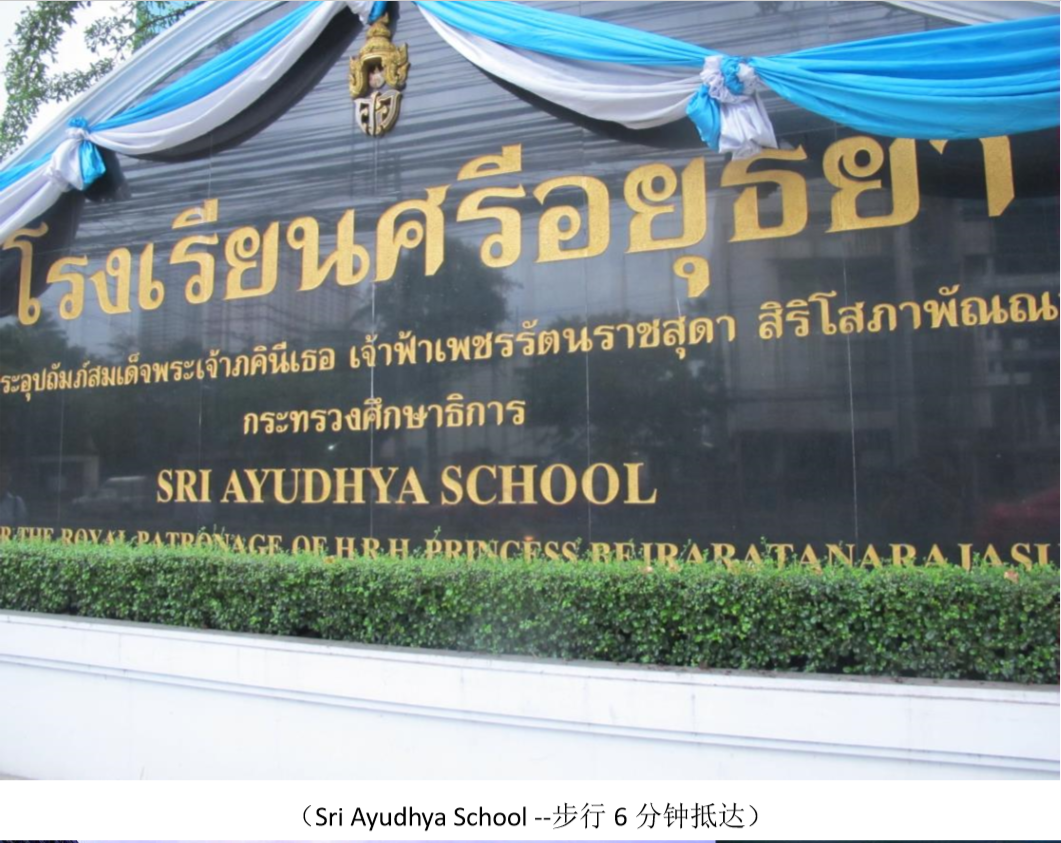 โรงเรียนศรีอยุธยา
ระอุปถัมภ์สมเด็จพระเจ้าภคินีเธอ เจ้าฟ้าเพชรรัตนราชสุดา สิริโสภาพัณณ
กระทรวงศึกษาธิการ
SRI AYUDHYA SCHOOL
R THE ROYAL PATRONAGE OF H.R.H. PRINCESS BEJRARATANARAJASU
（Sri Ayudhya School --步行 6 分钟抵达）